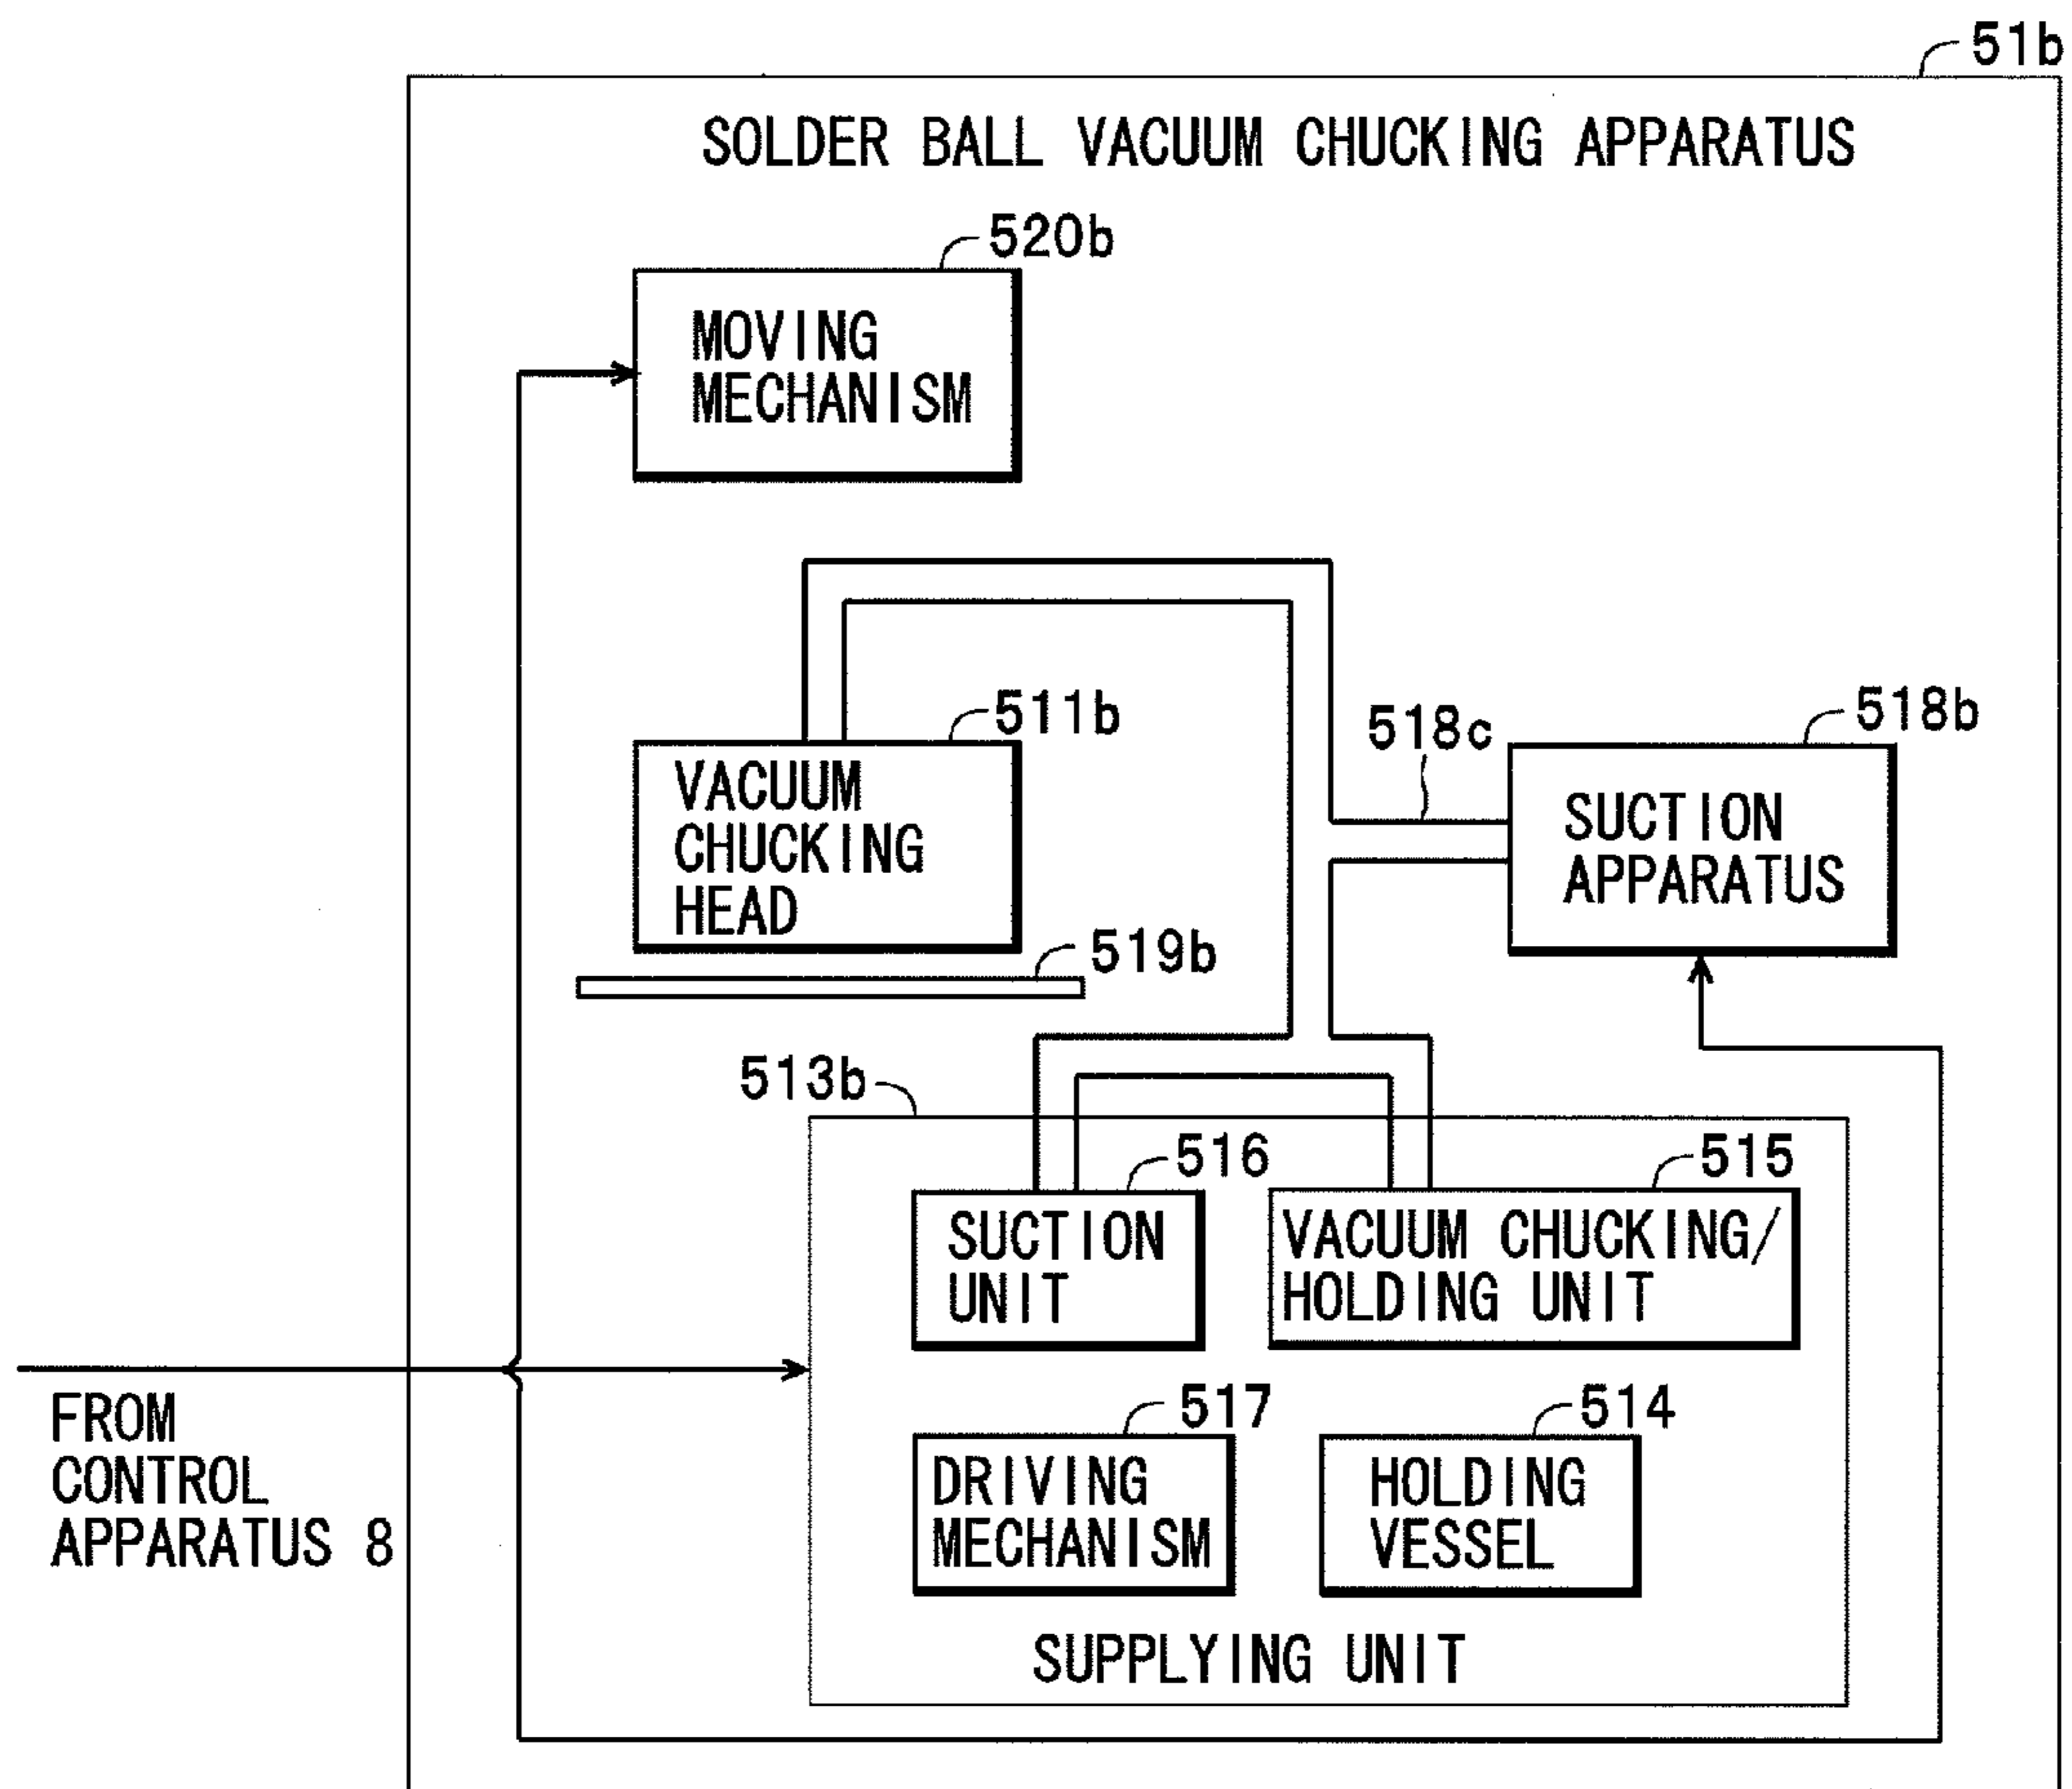 51b
SOLDER BALL VACUUM CHUCKING APPARATUS
520b
MOVING
MECHANISM
511b
VACUUM
CHUCKING
HEAD
518c
518b
SUCTION
APPARATUS
519b
513b
516
SUCTION
UNIT
515
VACUUM CHUCKING/
HOLDING UNIT
FROM
CONTROL
APPARATUS 8
517
DRIVING
MECHANISM
514
HOLDING
VESSEL
SUPPLYING UNIT